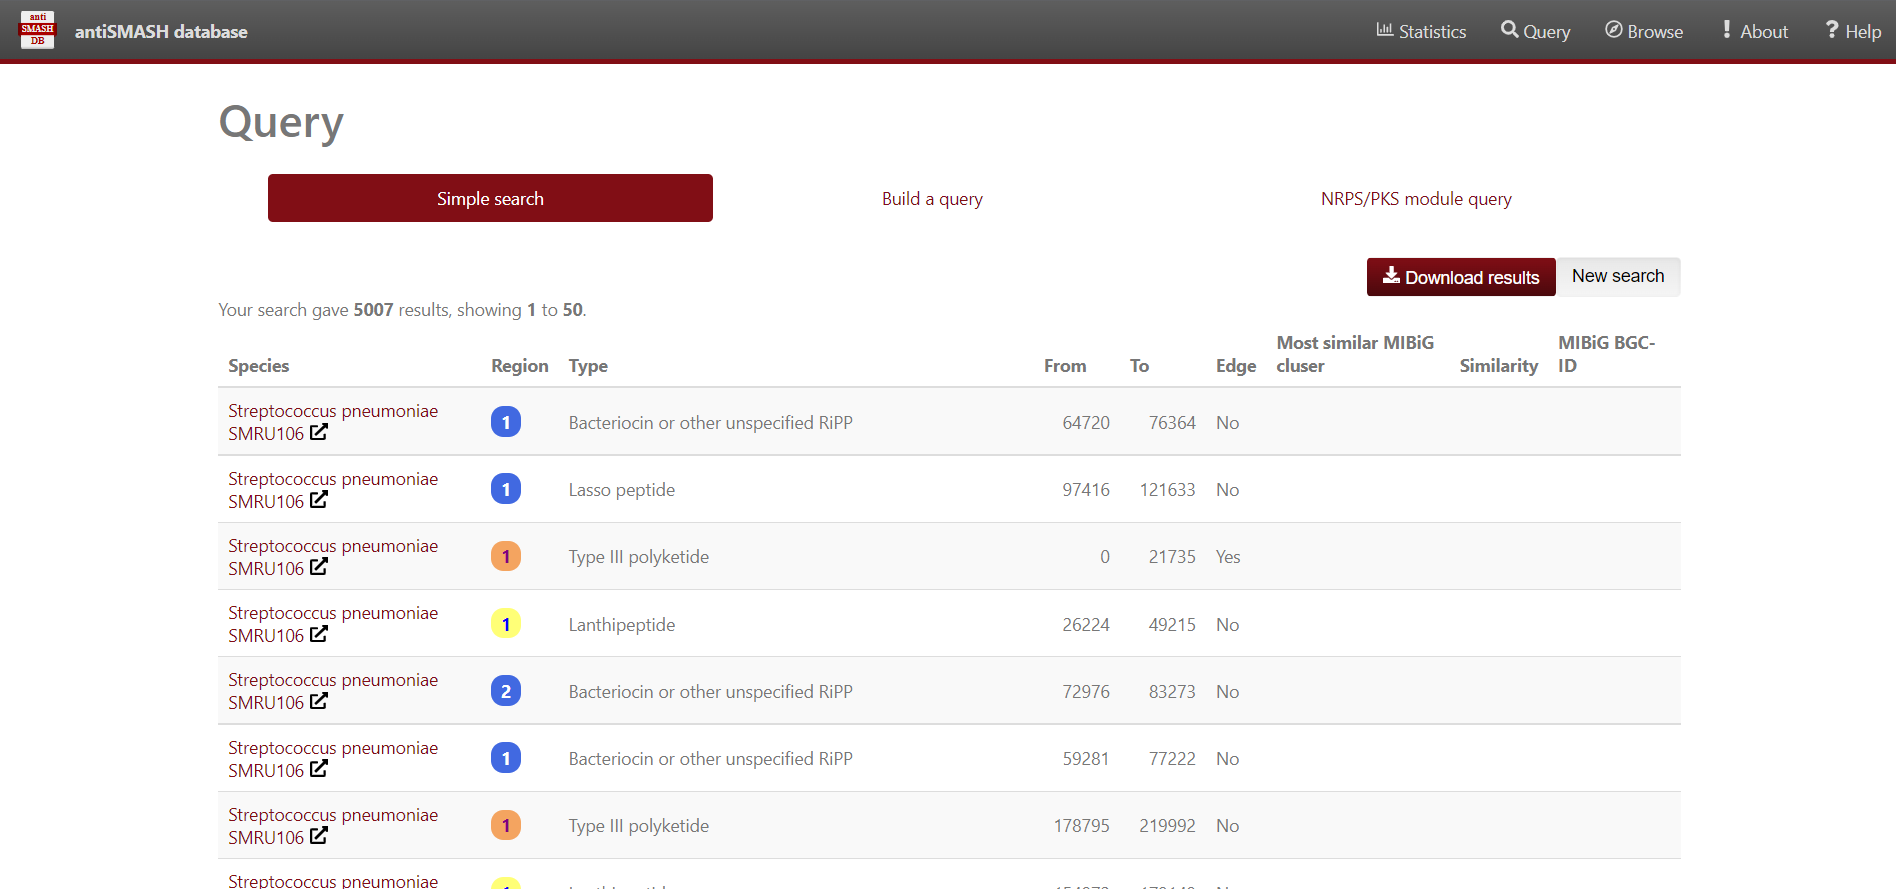 anti
SMASH
DB
antiSMASH database
Statistics
Query
Browse
About
Help
Query
Simple search
Build a query
NRPS/PKS module query
Download results
New search
Your search gave 5007 results, showing 1 to 50.
Species Region Type From To Edge Most similar MIBiG cluser Similarity MIBiG BGC-ID
Streptococcus pneumoniae
SMRU106
1 Bacteriocin or other unspecified RiPP 64720 76364 No
Streptococcus pneumoniae
SMRU106
1 Lasso peptide 97416 121633 No
Streptococcus pneumoniae
SMRU106
1 Type III polyketide 0 21735 Yes
Streptococcus pneumoniae
SMRU106
1 Lanthipeptide 26224 49215 No
Streptococcus pneumoniae
SMRU106
2 Bacteriocin or other unspecified RiPP 72976 83273 No
Streptococcus pneumoniae
SMRU106
1 Bacteriocin or other unspecified RiPP 59281 77222 No
Streptococcus pneumoniae
SMRU106
1 Type III polyketide 178795 219992 No
Streptococcus pneumoniae